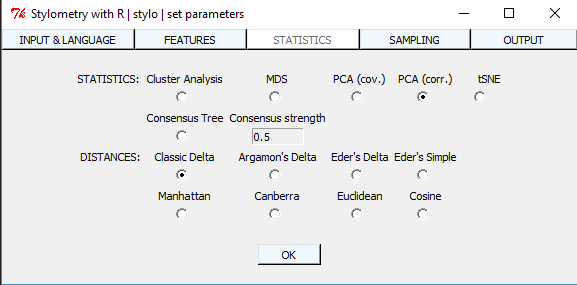 Stylometry with R | stylo | set parameters
INPUT & LANGUAGE FEATURES STATISTICS SAMPLING OUTPUT
STATISTICS: Cluster Analysis MDS PCA (cov.) PCA (corr.) tSNE
Consensus Tree Consensus strength
0.5
DISTANCES: Classic Delta Argamon's Delta Eder's Delta Eder's Simple
Manhattan Canberra Euclidean Cosine
OK